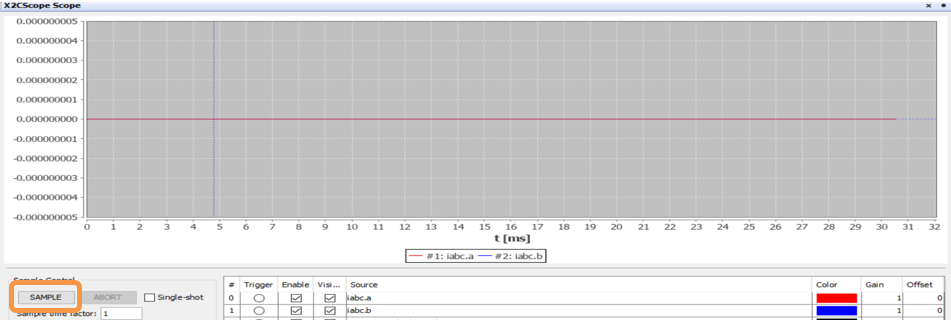 X2CScope Scope
0.000000005
0.000000004
0.000000003
0.000000002
0.000000001
0.000000000
-0.000000001
-0.000000002
-0.000000003
-0.000000004
-0.000000005
0 1 2 3 4 5 6 7 8 9 10 11 12 13 14 15 16 17 18 19 20 21 22 23 24 25 26 27 28 29 30 31 32
t [ms]
#1: iabc.a #2: iabc.b
Sample Control
SAMPLE ABORT Single-shot
Sample time factor: 1
# Trigger Enable Visi... Source Color Gain Offset
0 iabc.a 1 0
1 iabc.b 1 0